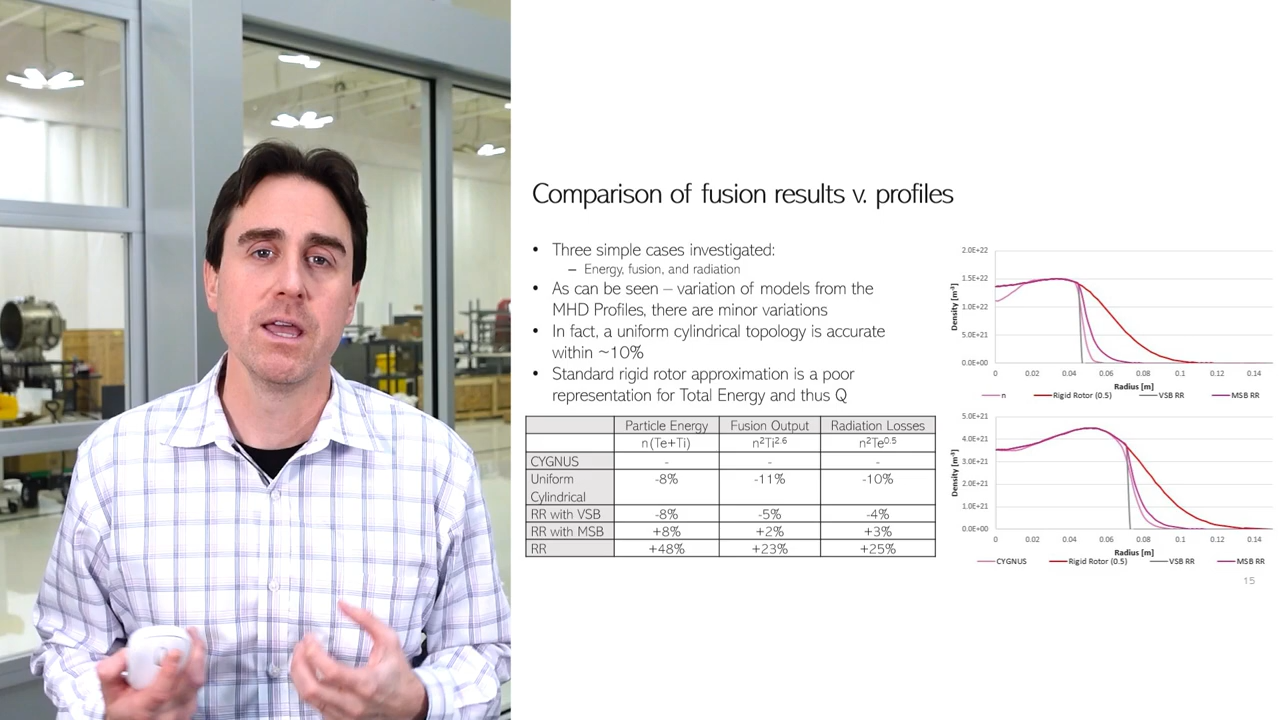 Comparison of fusion results v. profiles
• Three simple cases investigated:
– Energy, fusion, and radiation
• As can be seen – variation of models from the
MHD Profiles, there are minor variations
• In fact, a uniform cylindrical topology is accurate
within ~10%
• Standard rigid rotor approximation is a poor
representation for Total Energy and thus Q
Particle Energy Fusion Output Radiation Losses
n(Te+Ti) n²Ti²·⁶ n²Te⁰·⁵
CYGNUS - - -
Uniform -8% -11% -10%
Cylindrical
RR with VSB -8% -5% -4%
RR with MSB +8% +2% +3%
RR +48% +23% +25%
2.0E+22
1.5E+22
1.0E+22
5.0E+21
0.0E+00
Density [m⁻³]
0 0.02 0.04 0.06 0.08 0.1 0.12 0.14
Radius [m]
n Rigid Rotor (0.5) VSB RR MSB RR
5.0E+21
4.0E+21
3.0E+21
2.0E+21
1.0E+21
0.0E+00
Density [m⁻³]
0 0.02 0.04 0.06 0.08 0.1 0.12 0.14
Radius [m]
CYGNUS Rigid Rotor (0.5) VSB RR MSB RR
15